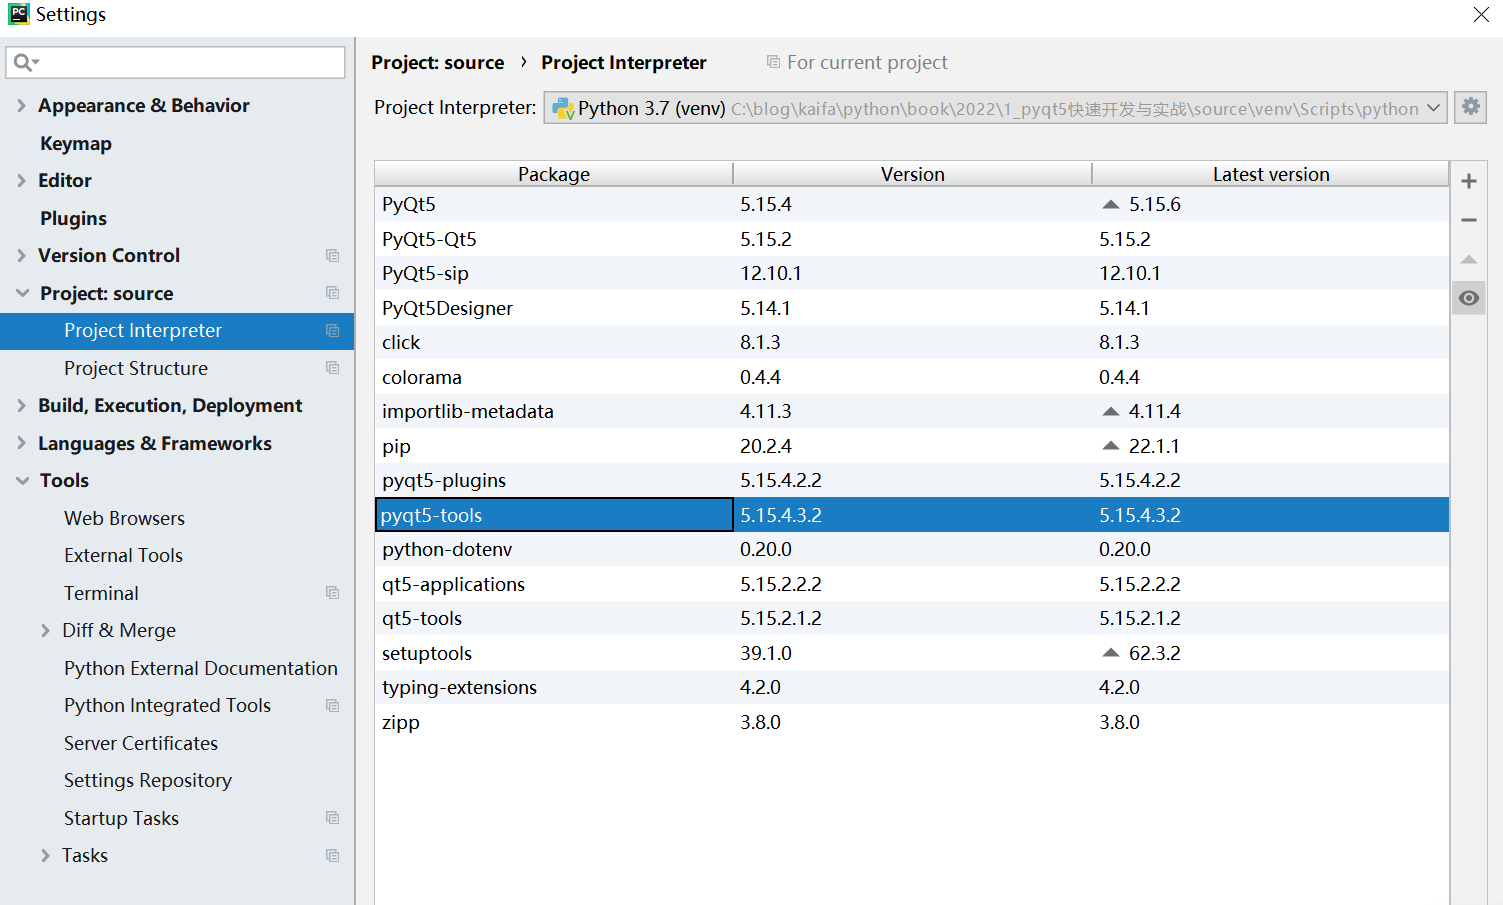 PC Settings
Appearance & Behavior
Keymap
Editor
Plugins
Version Control
Project: source
Project Interpreter
Project Structure
Build, Execution, Deployment
Languages & Frameworks
Tools
Web Browsers
External Tools
Terminal
Diff & Merge
Python External Documentation
Python Integrated Tools
Server Certificates
Settings Repository
Startup Tasks
Tasks
Project: source › Project Interpreter For current project
Project Interpreter: Python 3.7 (venv) C:\blog\kaifa\python\book\2022\1_pyqt5快速开发与实战\source\venv\Scripts\python
Package Version Latest version
PyQt5 5.15.4 5.15.6
PyQt5-Qt5 5.15.2 5.15.2
PyQt5-sip 12.10.1 12.10.1
PyQt5Designer 5.14.1 5.14.1
click 8.1.3 8.1.3
colorama 0.4.4 0.4.4
importlib-metadata 4.11.3 4.11.4
pip 20.2.4 22.1.1
pyqt5-plugins 5.15.4.2.2 5.15.4.2.2
pyqt5-tools 5.15.4.3.2 5.15.4.3.2
python-dotenv 0.20.0 0.20.0
qt5-applications 5.15.2.2.2 5.15.2.2.2
qt5-tools 5.15.2.1.2 5.15.2.1.2
setuptools 39.1.0 62.3.2
typing-extensions 4.2.0 4.2.0
zipp 3.8.0 3.8.0